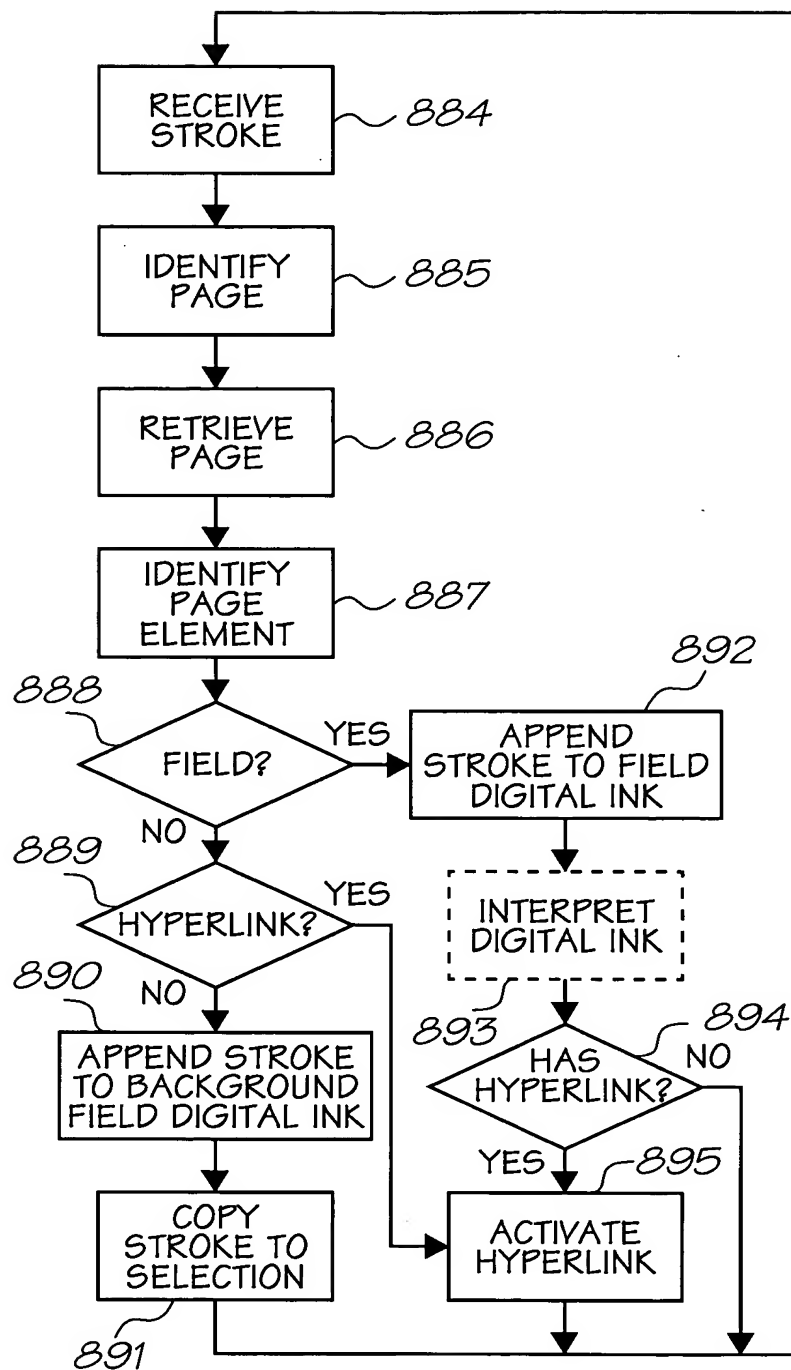 RECEIVE
STROKE
884
IDENTIFY
PAGE
885
RETRIEVE
PAGE
886
IDENTIFY
PAGE
ELEMENT
887
888
FIELD?
YES
NO
892
APPEND
STROKE TO FIELD
DIGITAL INK
889
HYPERLINK?
YES
NO
INTERPRET
DIGITAL INK
893
890
APPEND STROKE
TO BACKGROUND
FIELD DIGITAL INK
894
HAS
HYPERLINK?
NO
YES
895
COPY
STROKE TO
SELECTION
891
ACTIVATE
HYPERLINK